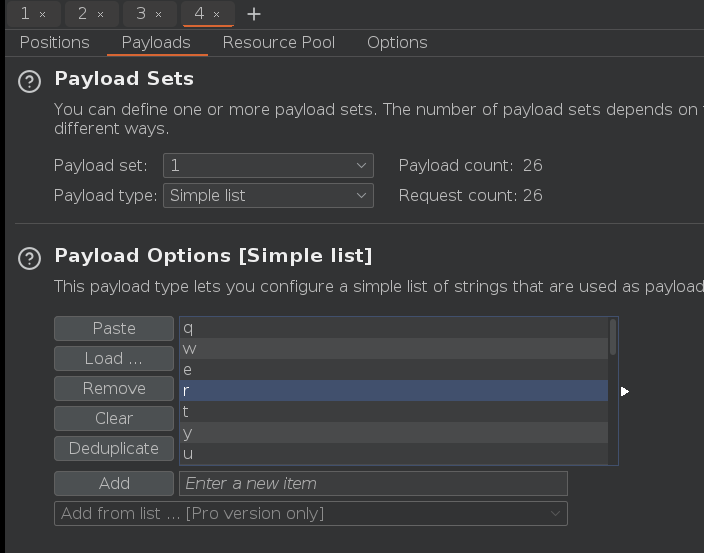 1 × 2 × 3 × 4 × +
Positions Payloads Resource Pool Options
? Payload Sets
You can define one or more payload sets. The number of payload sets depends on
different ways.
Payload set: 1 Payload count: 26
Payload type: Simple list Request count: 26
? Payload Options [Simple list]
This payload type lets you configure a simple list of strings that are used as payload
Paste
Load ...
Remove
Clear
Deduplicate
q
w
e
r
t
y
u
Add Enter a new item
Add from list ... [Pro version only]